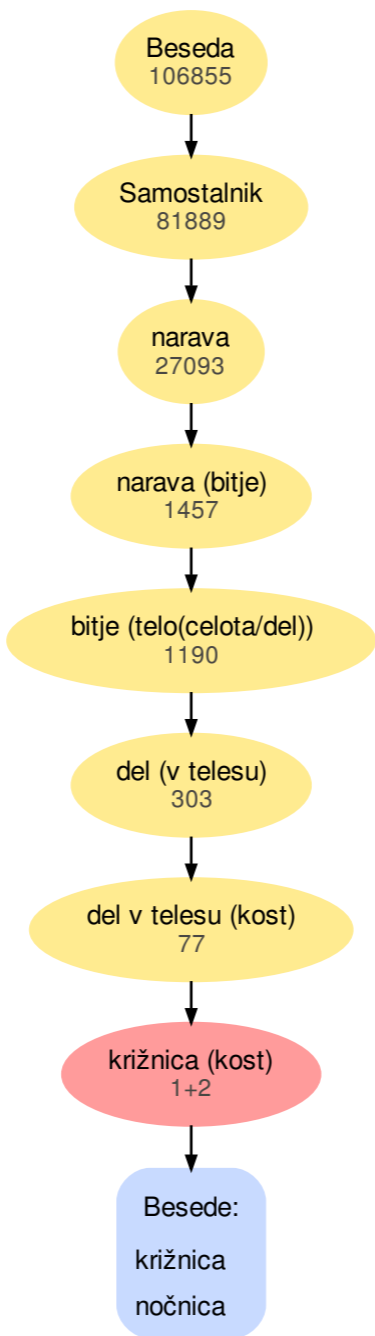 Beseda
106855
Samostalnik
81889
narava
27093
narava (bitje)
1457
bitje (telo(celota/del))
1190
del (v telesu)
303
del v telesu (kost)
77
križnica (kost)
1+2
Besede:
križnica
nočnica